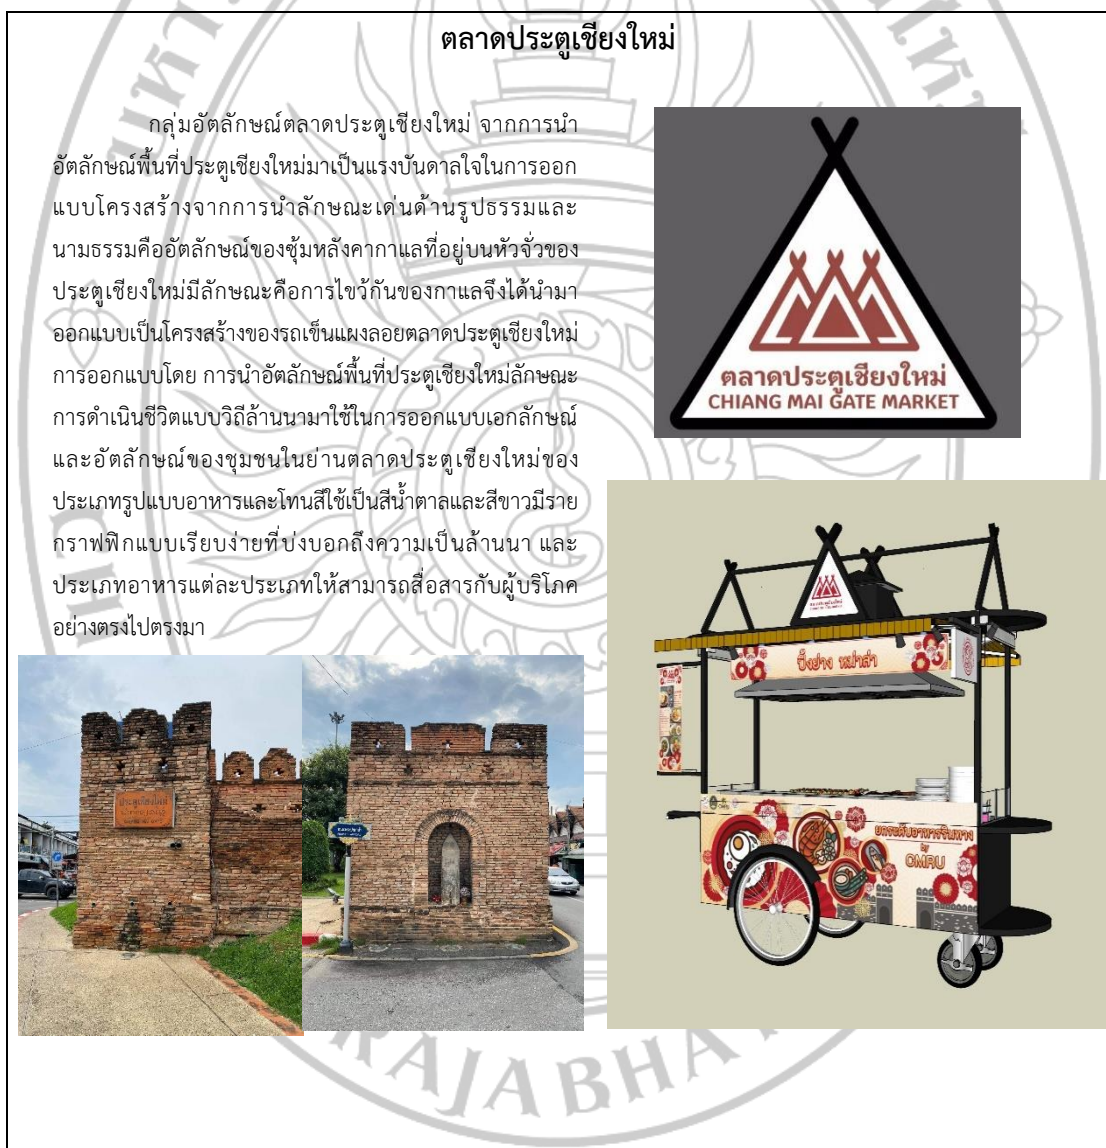 ตลาดประตูเชียงใหม่
กลุ่มอัตลักษณ์ตลาดประตูเชียงใหม่ จากการนำ
อัตลักษณ์พื้นที่ประตูเชียงใหม่มาเป็นแรงบันดาลใจในการออก
แบบโครงสร้างจากการนำลักษณะเด่นด้านรูปธรรมและ
นามธรรมคืออัตลักษณ์ของซุ้มหลังคากาแลที่อยู่บนหัวจั่วของ
ประตูเชียงใหม่มีลักษณะคือการไขว้กันของกาแลจึงได้นำมา
ออกแบบเป็นโครงสร้างของรถเข็นแผงลอยตลาดประตูเชียงใหม่
การออกแบบโดย การนำอัตลักษณ์พื้นที่ประตูเชียงใหม่ลักษณะ
การดำเนินชีวิตแบบวิถีล้านนามาใช้ในการออกแบบเอกลักษณ์
และอัตลักษณ์ของชุมชนในย่านตลาดประตูเชียงใหม่ของ
ประเภทรูปแบบอาหารและโทนสีใช้เป็นสีน้ำตาลและสีขาวมีราย
กราฟฟิกแบบเรียบง่ายที่บ่งบอกถึงความเป็นล้านนา และ
ประเภทอาหารแต่ละประเภทให้สามารถสื่อสารกับผู้บริโภค
อย่างตรงไปตรงมา
ตลาดประตูเชียงใหม่
CHIANG MAI GATE MARKET
ปิ้งย่าง หม่าล่า
ยกระดับอาหารริมทาง
by
CMRU
ประตูเชียงใหม่
RAJABHA